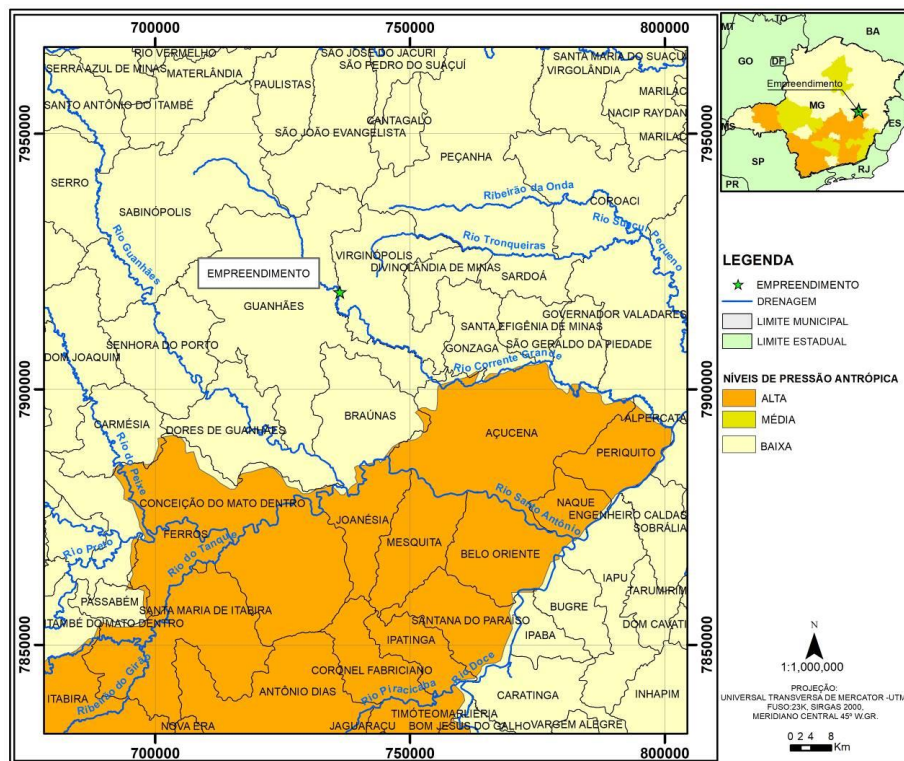 700000
750000
800000
RIO VERMELHO
SÃO JOSÉ DO JACURI
SANTA MARIA DO SUAÇUÍ
SERRA AZUL DE MINAS
MATERLÂNDIA
SÃO PEDRO DO SUAÇUÍ
VIRGOLÂNDIA
PAULISTAS
MARILAC
SANTO ANTÔNIO DO ITAMBÉ
NACIP RAYDAN
CANTAGALO
SÃO JOÃO EVANGELISTA
MARILAC
7950000
7950000
PEÇANHA
SERRO
Ribeirão da Onda
COROACI
SABINÓPOLIS
Rio Suaçuí Pequeno
Rio Guanhães
Rio Tronqueiras
VIRGINÓPOLIS
DIVINOLÂNDIA DE MINAS
EMPREENDIMENTO
SARDOÁ
GUANHÃES
GOVERNADOR VALADARES
SANTA EFIGÊNIA DE MINAS
SENHORA DO PORTO
SÃO GERALDO DA PIEDADE
DOM JOAQUIM
GONZAGA
Rio Corrente Grande
7900000
7900000
BRAÚNAS
ALPERCATA
CARMÉSIA
DORES DE GUANHÃES
AÇUCENA
PERIQUITO
Rio do Peixe
CONCEIÇÃO DO MATO DENTRO
NAQUE
Rio Santo Antônio
ENGENHEIRO CALDAS
JOANÉSIA
SOBRÁLIA
FERROS
Rio Preto
Rio do Tanque
MESQUITA
BELO ORIENTE
IAPU
TARUMIRIM
PASSABÉM
SANTA MARIA DE ITABIRA
BUGRE
ITAMBÉ DO MATO DENTRO
SANTANA DO PARAÍSO
DOM CAVATI
IPATINGA
IPABA
7850000
7850000
Ribeirão do Girão
CORONEL FABRICIANO
Rio Doce
ITABIRA
ANTÔNIO DIAS
Rio Piracicaba
CARATINGA
INHAPIM
TIMÓTEO
MARLIÉRIA
NOVA ERA
JAGUARAÇU
BOM JESUS DO GALHO
VARGEM ALEGRE
700000
750000
800000
MT
TO
BA
GO
DF
Empreendimento
MG
MS
ES
SP
RJ
PR
LEGENDA
EMPREENDIMENTO
DRENAGEM
LIMITE MUNICIPAL
LIMITE ESTADUAL
NÍVEIS DE PRESSÃO ANTRÓPICA
ALTA
MÉDIA
BAIXA
N
1:1,000,000
PROJEÇÃO:
UNIVERSAL TRANSVERSA DE MERCATOR -UTM
FUSO:23K, SIRGAS 2000,
MERIDIANO CENTRAL 45º W.GR.
0 2 4 8
Km